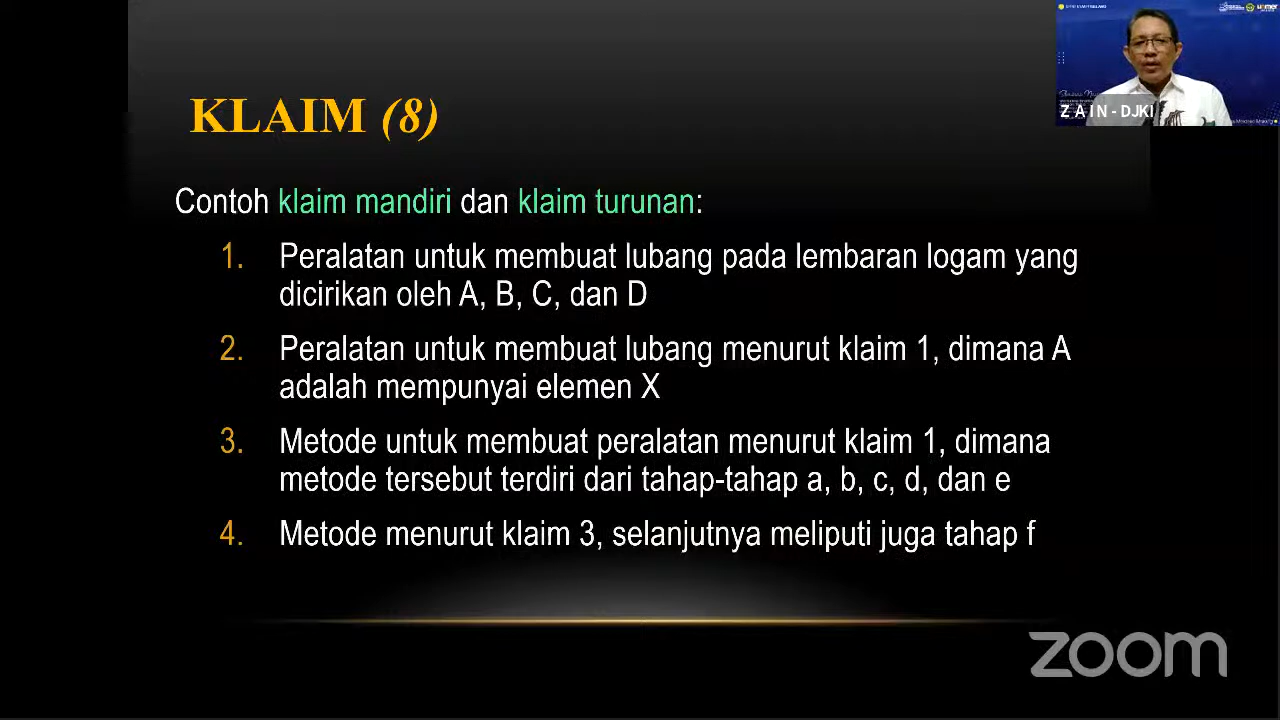 KLAIM (8)
Contoh klaim mandiri dan klaim turunan:
1. Peralatan untuk membuat lubang pada lembaran logam yang
dicirikan oleh A, B, C, dan D
2. Peralatan untuk membuat lubang menurut klaim 1, dimana A
adalah mempunyai elemen X
3. Metode untuk membuat peralatan menurut klaim 1, dimana
metode tersebut terdiri dari tahap-tahap a, b, c, d, dan e
4. Metode menurut klaim 3, selanjutnya meliputi juga tahap f
Z A I N - DJKI
zoom